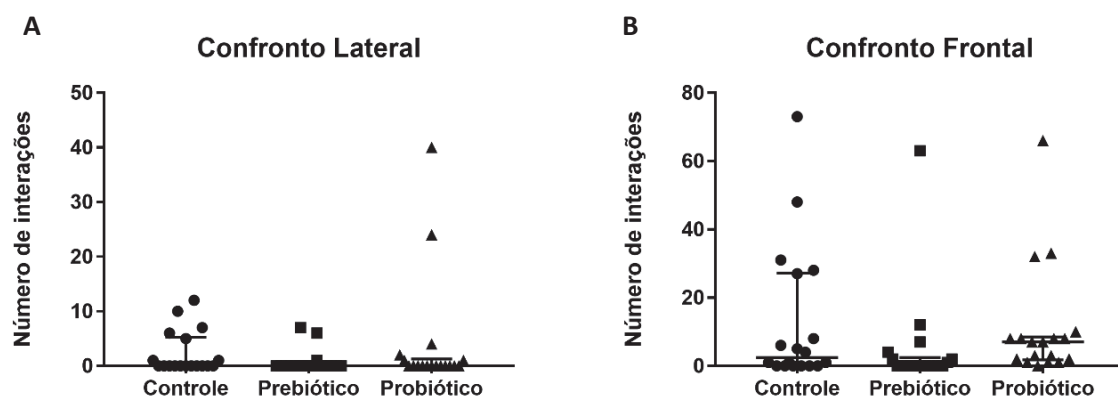 A
Confronto Lateral
Número de interações
50
40
30
20
10
0
Controle Prebiótico Probiótico
B
Confronto Frontal
Número de interações
80
60
40
20
0
Controle Prebiótico Probiótico